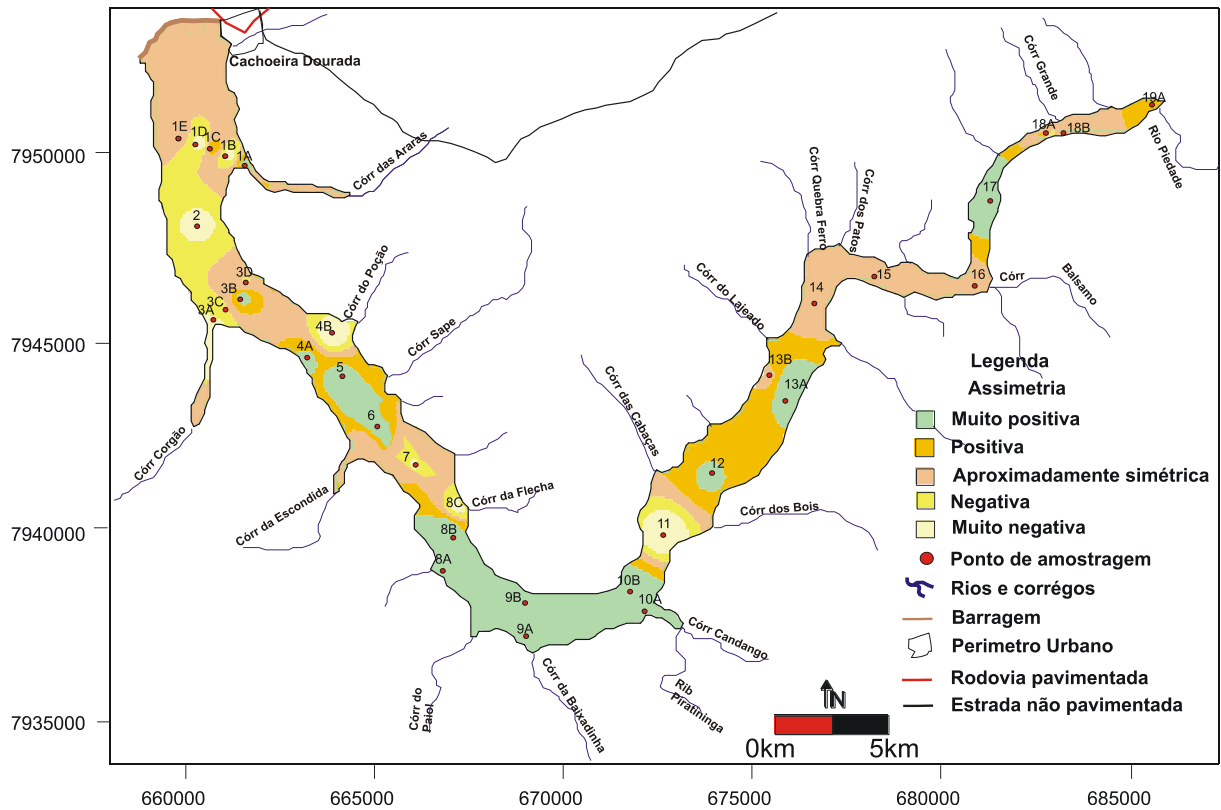 Cachoeira Dourada
Córr Grande
19A
18A
18B
Rio Piedade
7950000
1E
1D
1C
1B
1A
Córr das Araras
Córr Quebra Ferro
Córr dos Patos
17
2
3D
3B
3C
3A
Córr do Poção
4B
Córr do Lajeado
14
15
16
Córr
Balsamo
7945000
4A
5
6
Córr Sape
13B
13A
Legenda
Assimetria
Muito positiva
Positiva
Aproximadamente simétrica
Negativa
Muito negativa
Ponto de amostragem
Rios e corrégos
Barragem
Perimetro Urbano
Rodovia pavimentada
Estrada não pavimentada
Córr das Cabaças
12
7
Córr Corgão
8C
Córr da Flecha
Córr da Escondida
11
Córr dos Bois
7940000
8B
8A
9B
9A
10B
10A
Córr Candango
Córr do
Paiol
Córr da Baixadinha
Rib
Piratininga
N
0km
5km
7935000
660000
665000
670000
675000
680000
685000